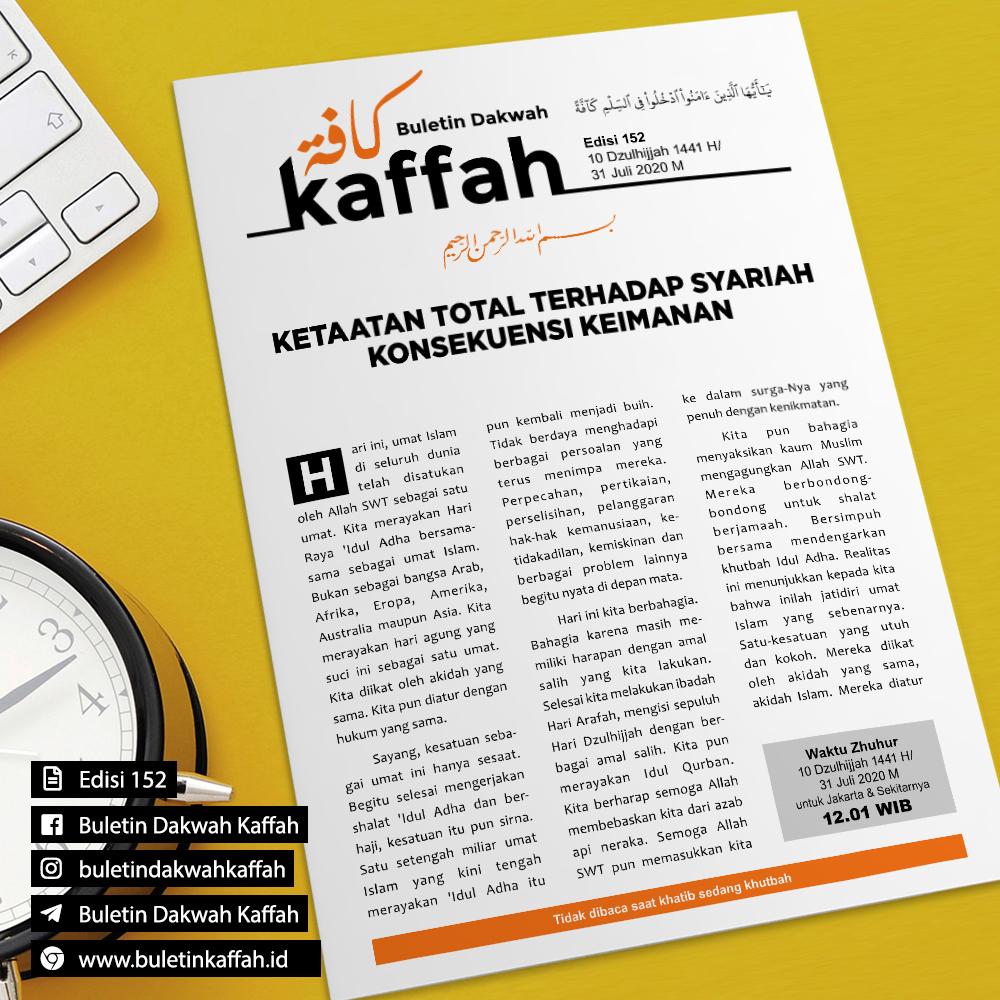 كافة
Buletin Dakwah
kaffah
يَـٰٓأَيُّهَا ٱلَّذِينَ ءَامَنُوا۟ ٱدْخُلُوا۟ فِى ٱلسِّلْمِ كَآفَّةً
Edisi 152
10 Dzulhijjah 1441 H/
31 Juli 2020 M
بسم الله الرحمن الرحيم
KETAATAN TOTAL TERHADAP SYARIAH
KONSEKUENSI KEIMANAN
Hari ini, umat Islam
di seluruh dunia
telah disatukan
oleh Allah SWT sebagai satu
umat. Kita merayakan Hari
Raya 'Idul Adha bersama-
sama sebagai umat Islam.
Bukan sebagai bangsa Arab,
Afrika, Eropa, Amerika,
Australia maupun Asia. Kita
merayakan hari agung yang
suci ini sebagai satu umat.
Kita diikat oleh akidah yang
sama. Kita pun diatur dengan
hukum yang sama.
Sayang, kesatuan seba-
gai umat ini hanya sesaat.
Begitu selesai mengerjakan
shalat 'Idul Adha dan ber-
haji, kesatuan itu pun sirna.
Satu setengah miliar umat
Islam yang kini tengah
merayakan 'Idul Adha itu
pun kembali menjadi buih.
Tidak berdaya menghadapi
berbagai persoalan yang
terus menimpa mereka.
Perpecahan, pertikaian,
perselisihan, pelanggaran
hak-hak kemanusiaan, ke-
tidakadilan, kemiskinan dan
berbagai problem lainnya
begitu nyata di depan mata.
Hari ini kita berbahagia.
Bahagia karena masih me-
miliki harapan dengan amal
salih yang kita lakukan.
Selesai kita melakukan ibadah
Hari Arafah, mengisi sepuluh
Hari Dzulhijjah dengan ber-
bagai amal salih. Kita pun
merayakan Idul Qurban.
Kita berharap semoga Allah
membebaskan kita dari azab
api neraka. Semoga Allah
SWT pun memasukkan kita
ke dalam surga-Nya yang
penuh dengan kenikmatan.
Kita pun bahagia
menyaksikan kaum Muslim
mengagungkan Allah SWT.
Mereka berbondong-
bondong untuk shalat
berjamaah. Bersimpuh
bersama mendengarkan
khutbah Idul Adha. Realitas
ini menunjukkan kepada kita
bahwa inilah jatidiri umat
Islam yang sebenarnya.
Satu-kesatuan yang utuh
dan kokoh. Mereka diikat
oleh akidah yang sama,
akidah Islam. Mereka diatur
Waktu Zhuhur
10 Dzulhijjah 1441 H/
31 Juli 2020 M
untuk Jakarta & Sekitarnya
12.01 WIB
Tidak dibaca saat khatib sedang khutbah
3
4
Edisi 152
Buletin Dakwah Kaffah
buletindakwahkaffah
Buletin Dakwah Kaffah
www.buletinkaffah.id